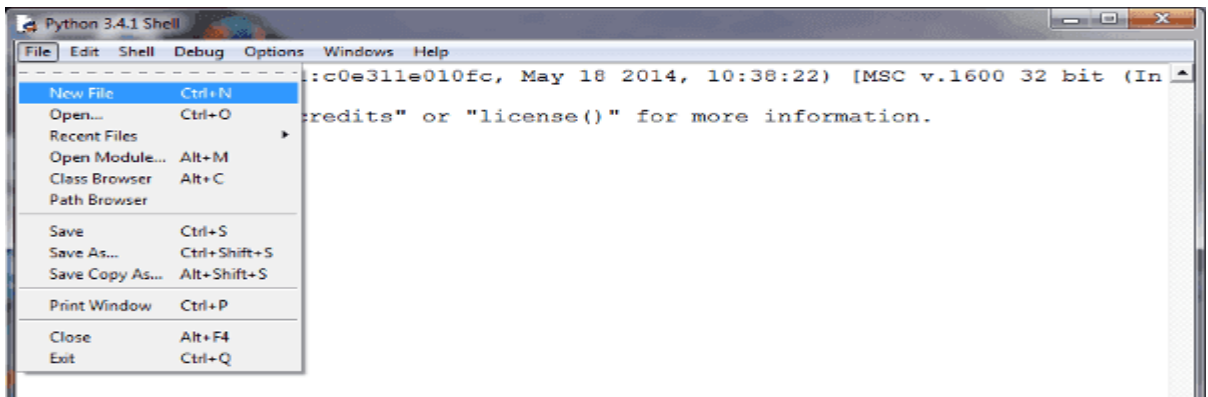 Python 3.4.1 Shell
File Edit Shell Debug Options Windows Help
:c0e311e010fc, May 18 2014, 10:38:22) [MSC v.1600 32 bit (In
New File Ctrl+N
Open... Ctrl+O
redits" or "license()" for more information.
Recent Files
Open Module... Alt+M
Class Browser Alt+C
Path Browser
Save Ctrl+S
Save As... Ctrl+Shift+S
Save Copy As... Alt+Shift+S
Print Window Ctrl+P
Close Alt+F4
Exit Ctrl+Q